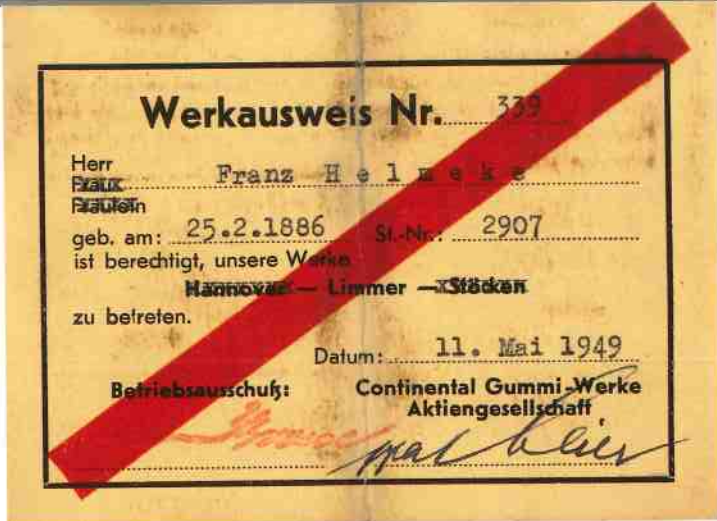 Werkausweis Nr. 339
Herr
Frau Franz Helmeke
Fräulein
geb. am: 25.2.1886 St.-Nr.: 2907
ist berechtigt, unsere Werke
Hannover — Limmer — Stöcken
zu betreten.
Datum: 11. Mai 1949
Betriebsausschuß: Continental Gummi-Werke
Aktiengesellschaft